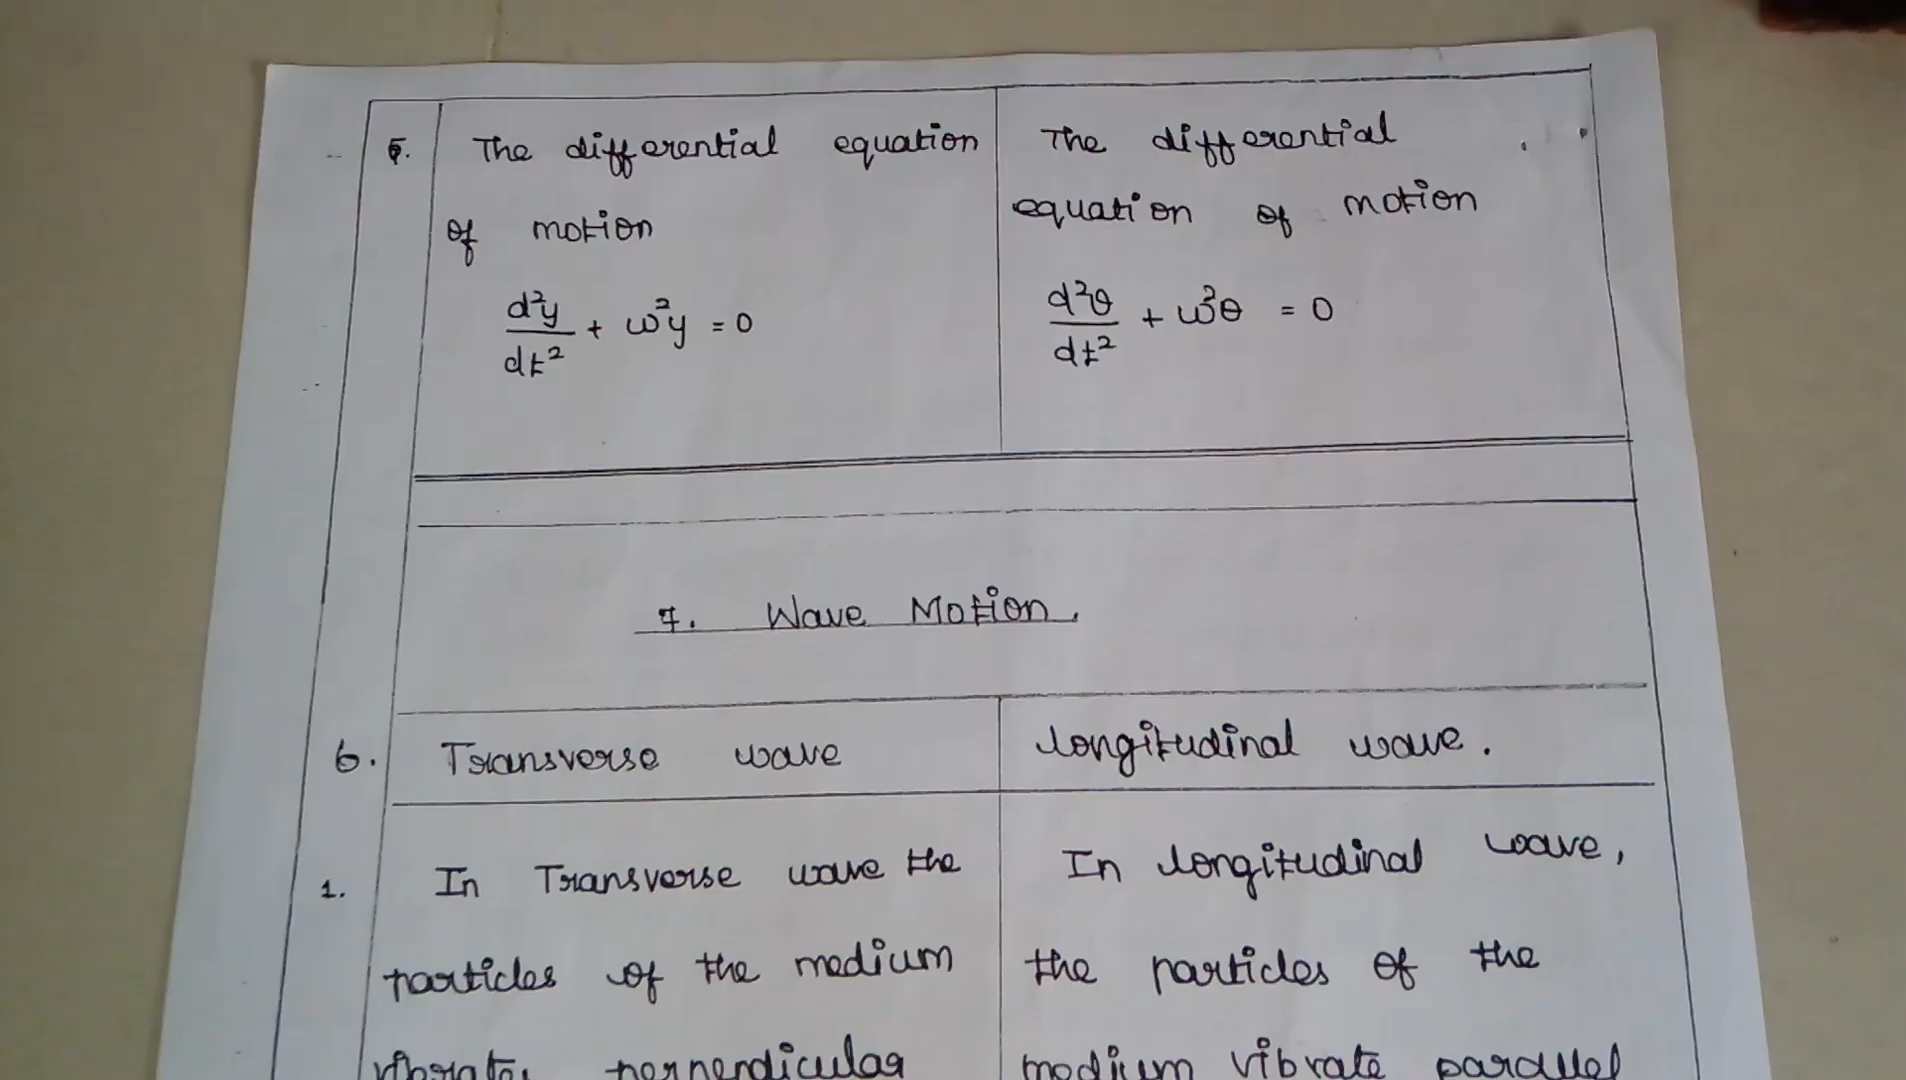 5. The differential equation
of motion
d²y/dt² + ω²y = 0
The differential
equation of motion
d²θ/dt² + ω²θ = 0
7. Wave Motion.
6. Transverse wave
longitudinal wave.
1. In Transverse wave the
particles of the medium
vibrates perpendicular
In longitudinal wave,
the particles of the
medium vibrate parallel